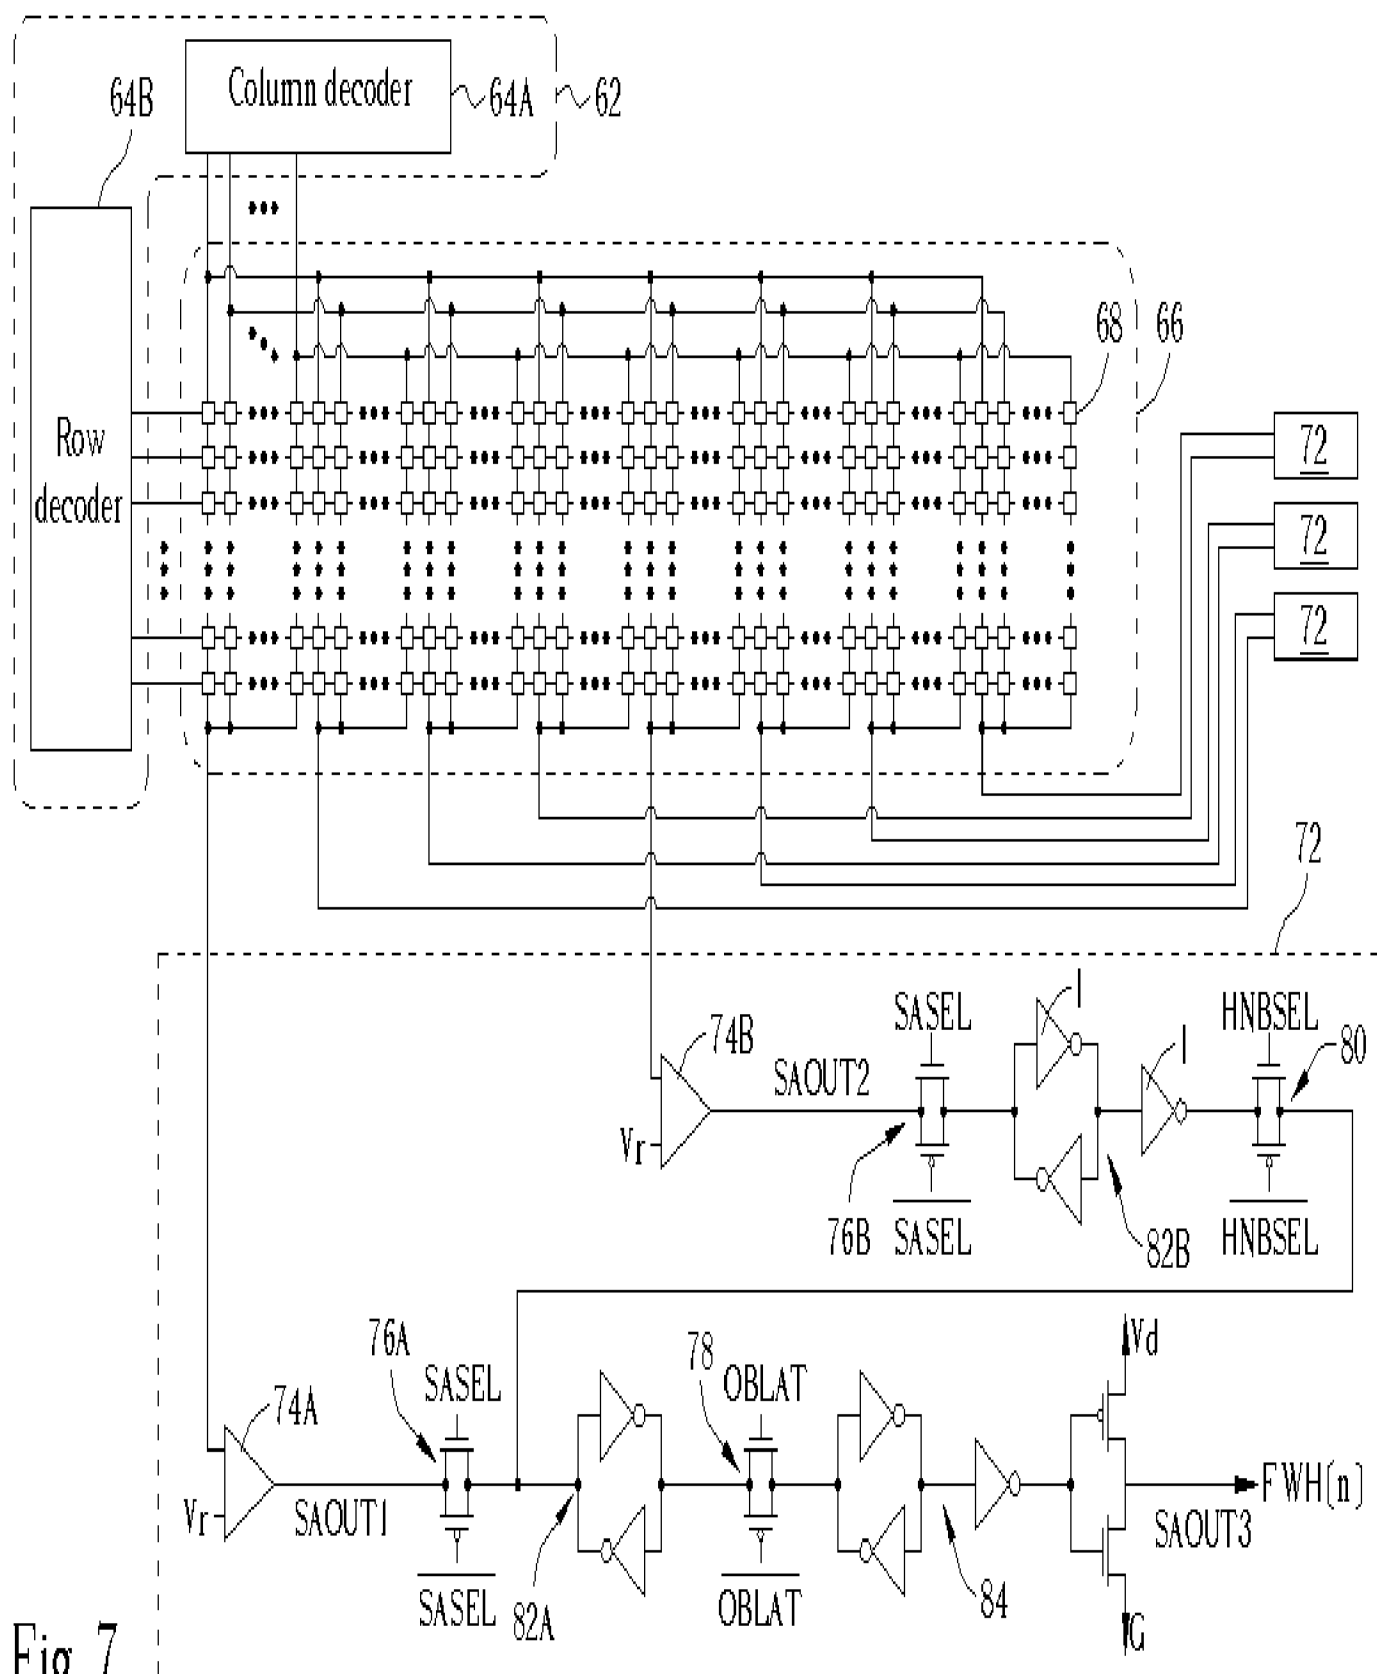 Column decoder
64A
62
64B
Row
decoder
68
66
72
72
72
72
74B
SAOUT2
Vr
SASEL
76B
SASEL
I
I
82B
HNBSEL
80
HNBSEL
74A
Vr
SAOUT1
76A
SASEL
SASEL
82A
78
OBLAT
OBLAT
84
Vd
FWH(n)
SAOUT3
G
Fig. 7